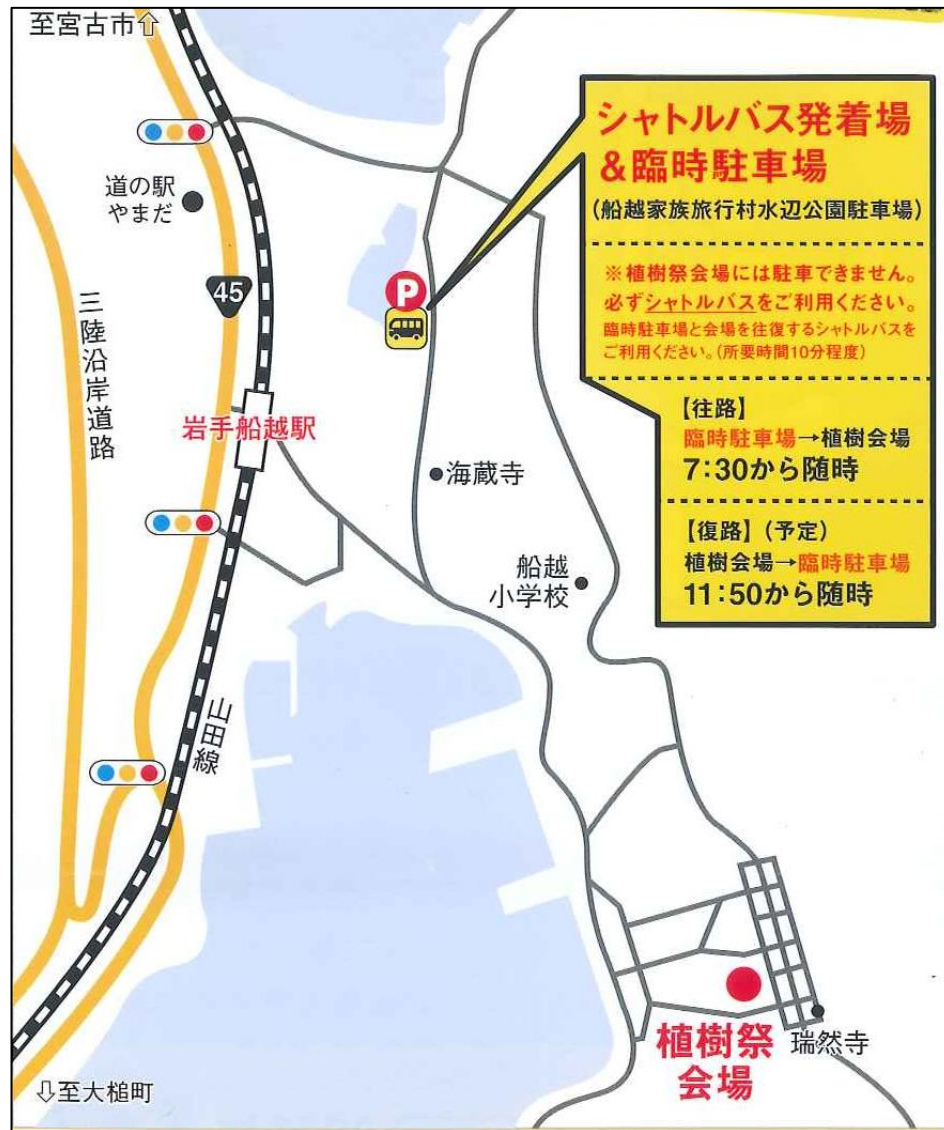 至宮古市⇧
道の駅
やまだ
45
三陸沿岸道路
岩手船越駅
山田線
P
海蔵寺
船越
小学校
植樹祭
会場
瑞然寺
⇩至大槌町
シャトルバス発着場
&臨時駐車場
(船越家族旅行村水辺公園駐車場)
※植樹祭会場には駐車できません。
必ずシャトルバスをご利用ください。
臨時駐車場と会場を往復するシャトルバスを
ご利用ください。(所要時間10分程度)
【往路】
臨時駐車場→植樹会場
7:30から随時
【復路】(予定)
植樹会場→臨時駐車場
11:50から随時